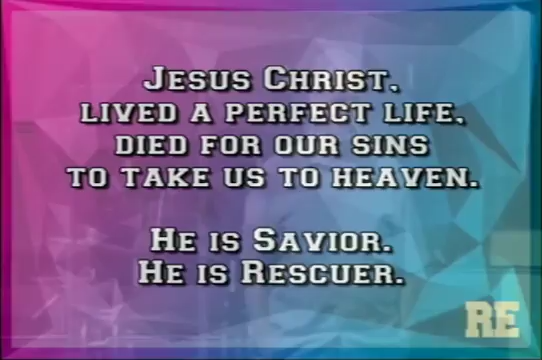 Jesus Christ,
lived a perfect life,
died for our sins
to take us to heaven.
He is Savior.
He is Rescuer.
RE